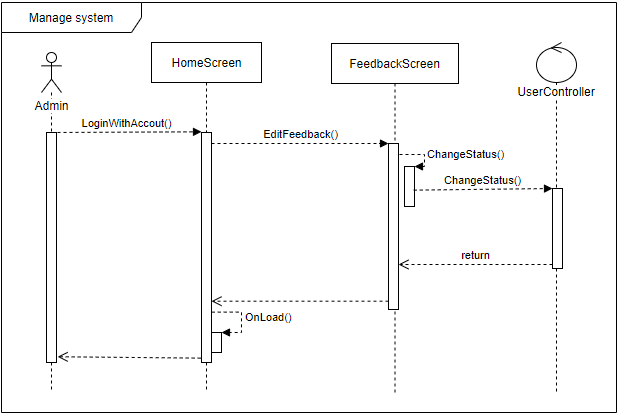 Manage system
HomeScreen
FeedbackScreen
Admin
UserController
LoginWithAccout()
EditFeedback()
ChangeStatus()
ChangeStatus()
return
OnLoad()